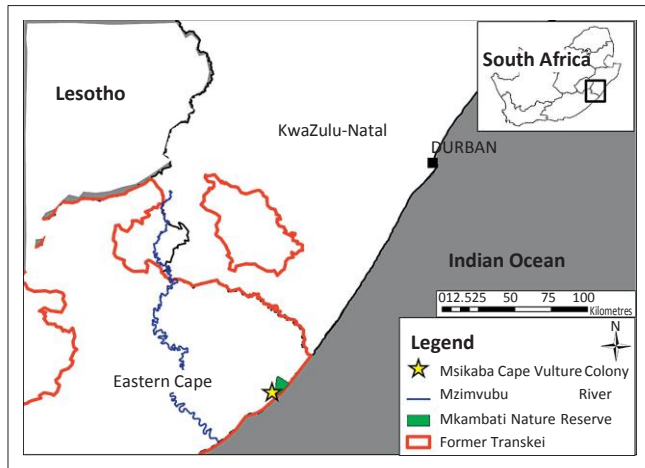 South Africa
Lesotho
KwaZulu-Natal
DURBAN
Indian Ocean
012.525 50 75 100
Kilometres
N
Legend
Msikaba Cape Vulture Colony
Mzimvubu River
Mkambati Nature Reserve
Former Transkei
Eastern Cape